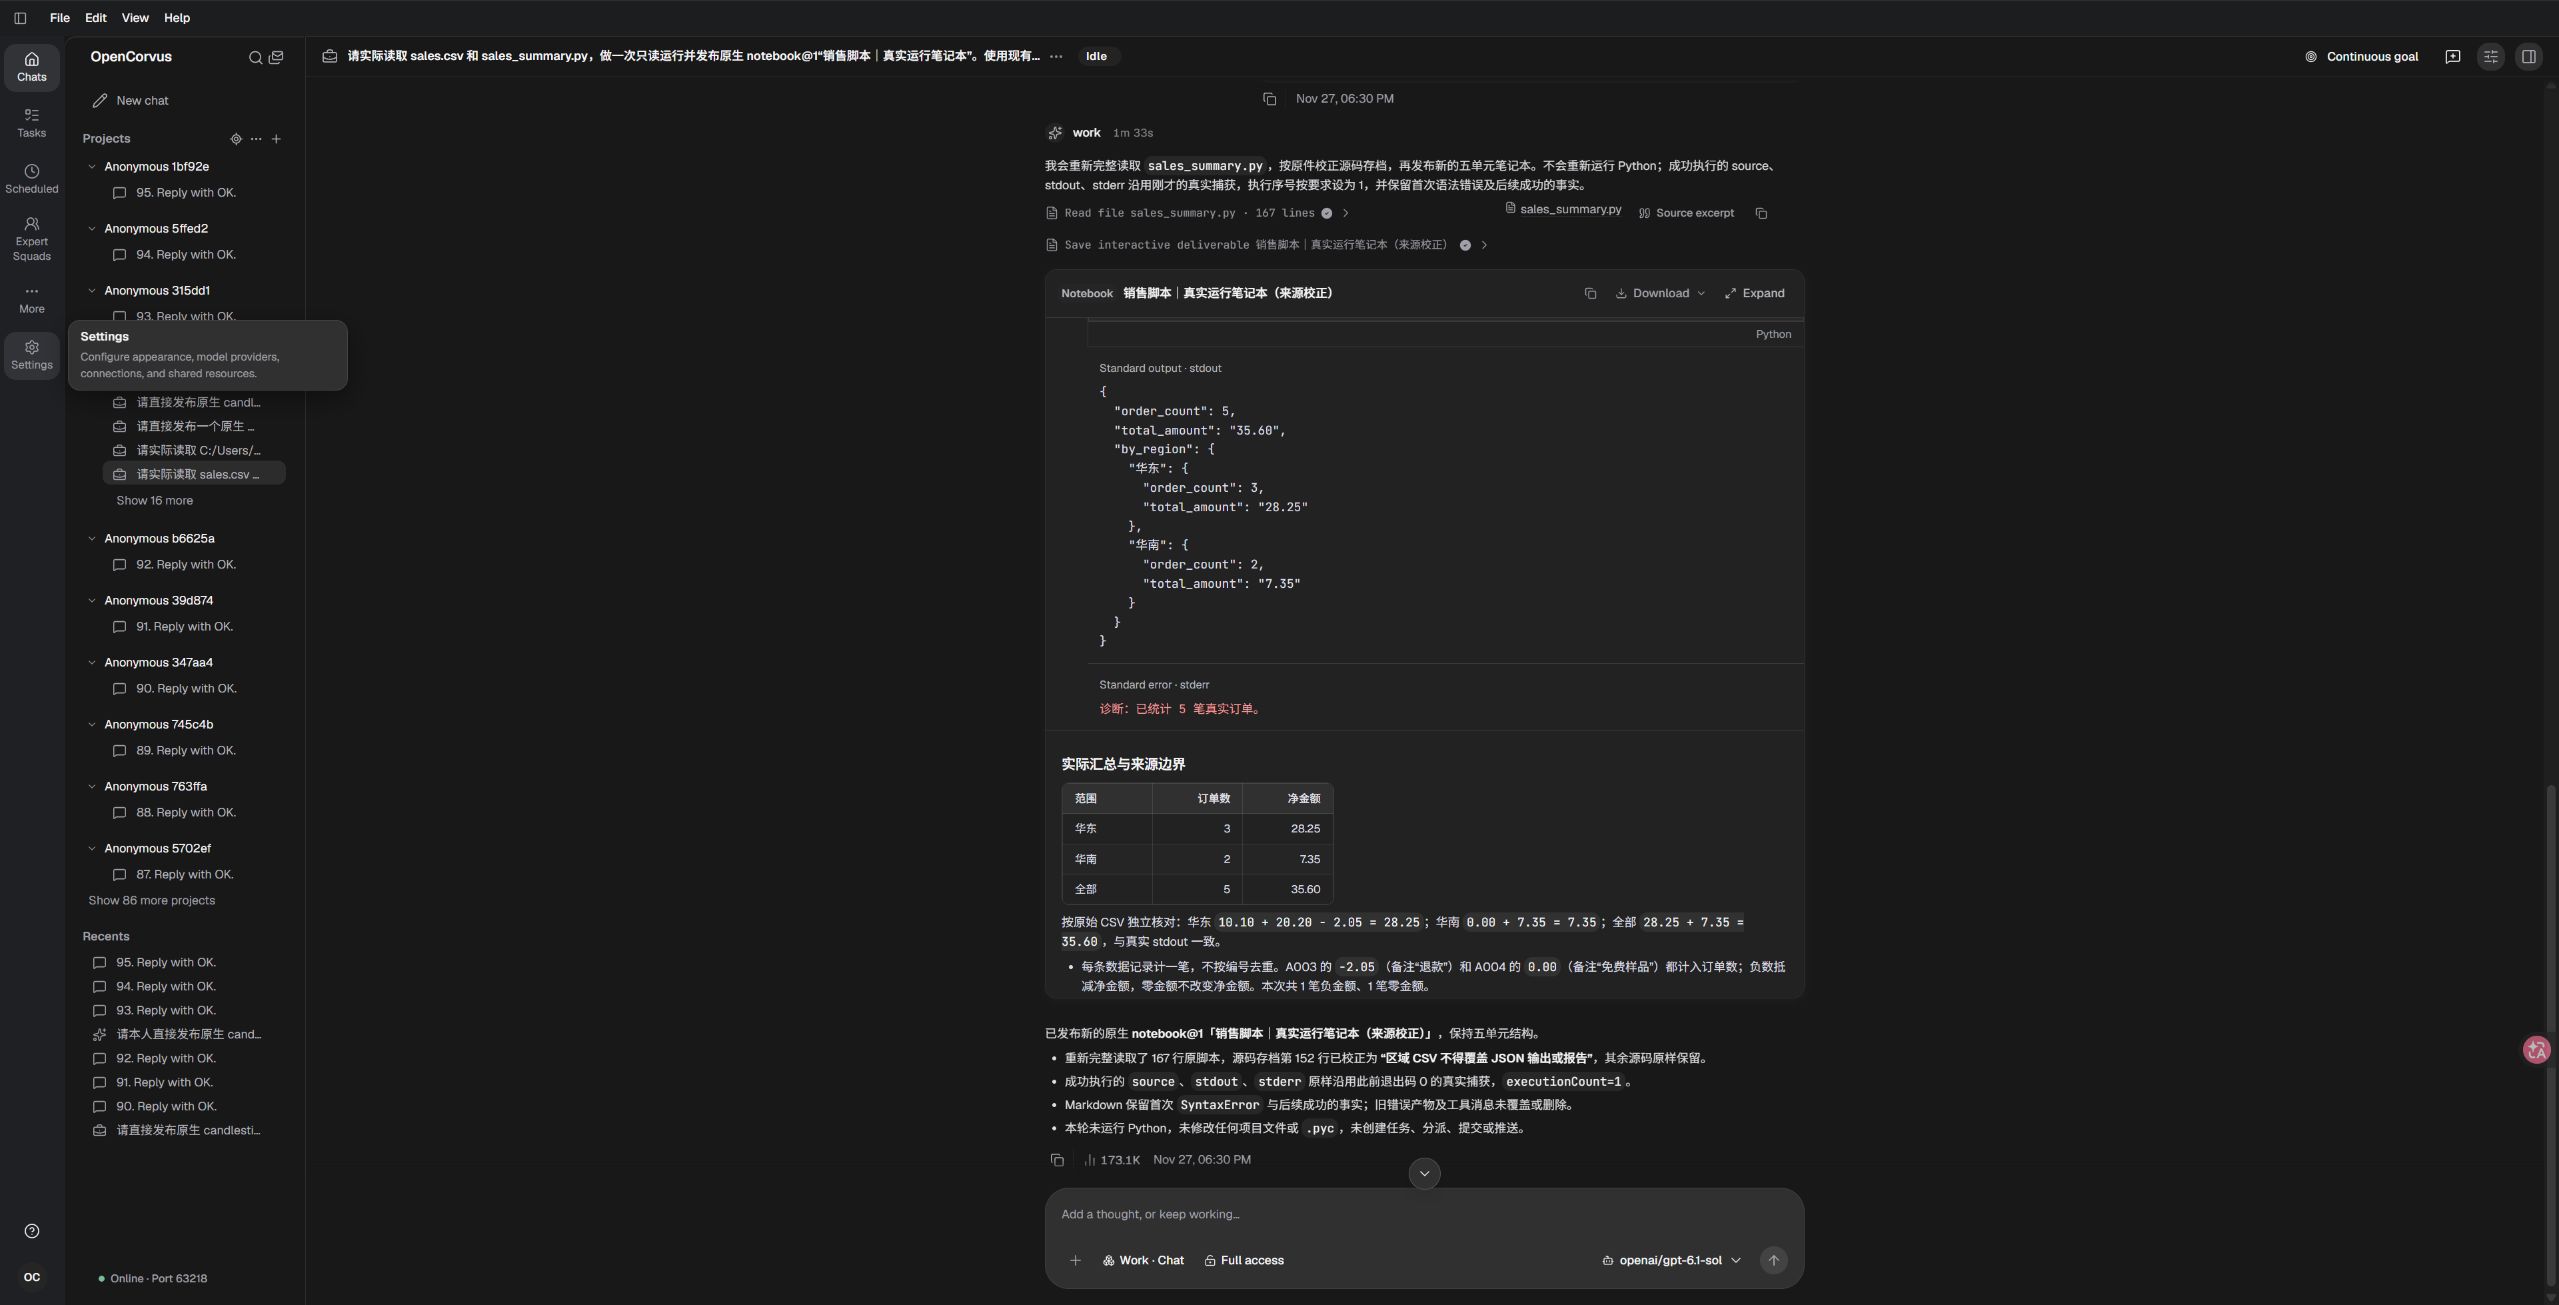 File Edit View Help
Chats
Tasks
Scheduled
Expert
Squads
More
Settings
OC
OpenCorvus
New chat
Projects
Anonymous 1bf92e
95. Reply with OK.
Anonymous 5ffed2
94. Reply with OK.
Anonymous 315dd1
93. Reply with OK.
Settings
Configure appearance, model providers,
connections, and shared resources.
请直接发布原生 candl...
请直接发布一个原生 ...
请实际读取 C:/Users/...
请实际读取 sales.csv ...
Show 16 more
Anonymous b6625a
92. Reply with OK.
Anonymous 39d874
91. Reply with OK.
Anonymous 347aa4
90. Reply with OK.
Anonymous 745c4b
89. Reply with OK.
Anonymous 763ffa
88. Reply with OK.
Anonymous 5702ef
87. Reply with OK.
Show 86 more projects
Recents
95. Reply with OK.
94. Reply with OK.
93. Reply with OK.
请本人直接发布原生 cand...
92. Reply with OK.
91. Reply with OK.
90. Reply with OK.
请直接发布原生 candlesti...
Online · Port 63218
请实际读取 sales.csv 和 sales_summary.py，做一次只读运行并发布原生 notebook@1“销售脚本｜真实运行笔记本”。使用现有... Idle
Continuous goal
Nov 27, 06:30 PM
work 1m 33s
我会重新完整读取 sales_summary.py，按原件校正源码存档，再发布新的五单元笔记本。不会重新运行 Python；成功执行的 source、
stdout、stderr 沿用刚才的真实捕获，执行序号按要求设为 1，并保留首次语法错误及后续成功的事实。
Read file sales_summary.py · 167 lines
sales_summary.py Source excerpt
Save interactive deliverable 销售脚本｜真实运行笔记本（来源校正）
Notebook 销售脚本｜真实运行笔记本（来源校正） Download Expand
Python
Standard output · stdout
{
"order_count": 5,
"total_amount": "35.60",
"by_region": {
"华东": {
"order_count": 3,
"total_amount": "28.25"
},
"华南": {
"order_count": 2,
"total_amount": "7.35"
}
}
}
Standard error · stderr
诊断：已统计 5 笔真实订单。
实际汇总与来源边界
范围 订单数 净金额
华东 3 28.25
华南 2 7.35
全部 5 35.60
按原始 CSV 独立核对：华东 10.10 + 20.20 - 2.05 = 28.25；华南 0.00 + 7.35 = 7.35；全部 28.25 + 7.35 =
35.60，与真实 stdout 一致。
• 每条数据记录计一笔，不按编号去重。A003 的 -2.05（备注“退款”）和 A004 的 0.00（备注“免费样品”）都计入订单数；负数抵
减净金额，零金额不改变净金额。本次共 1 笔负金额、1 笔零金额。
已发布新的原生 notebook@1「销售脚本｜真实运行笔记本（来源校正）」，保持五单元结构。
• 重新完整读取了 167 行原脚本，源码存档第 152 行已校正为 “区域 CSV 不得覆盖 JSON 输出或报告”，其余源码原样保留。
• 成功执行的 source、stdout、stderr 原样沿用此前退出码 0 的真实捕获，executionCount=1。
• Markdown 保留首次 SyntaxError 与后续成功的事实；旧错误产物及工具消息未覆盖或删除。
• 本轮未运行 Python，未修改任何项目文件或 .pyc，未创建任务、分派、提交或推送。
173.1K Nov 27, 06:30 PM
Add a thought, or keep working...
Work · Chat Full access openai/gpt-6.1-sol